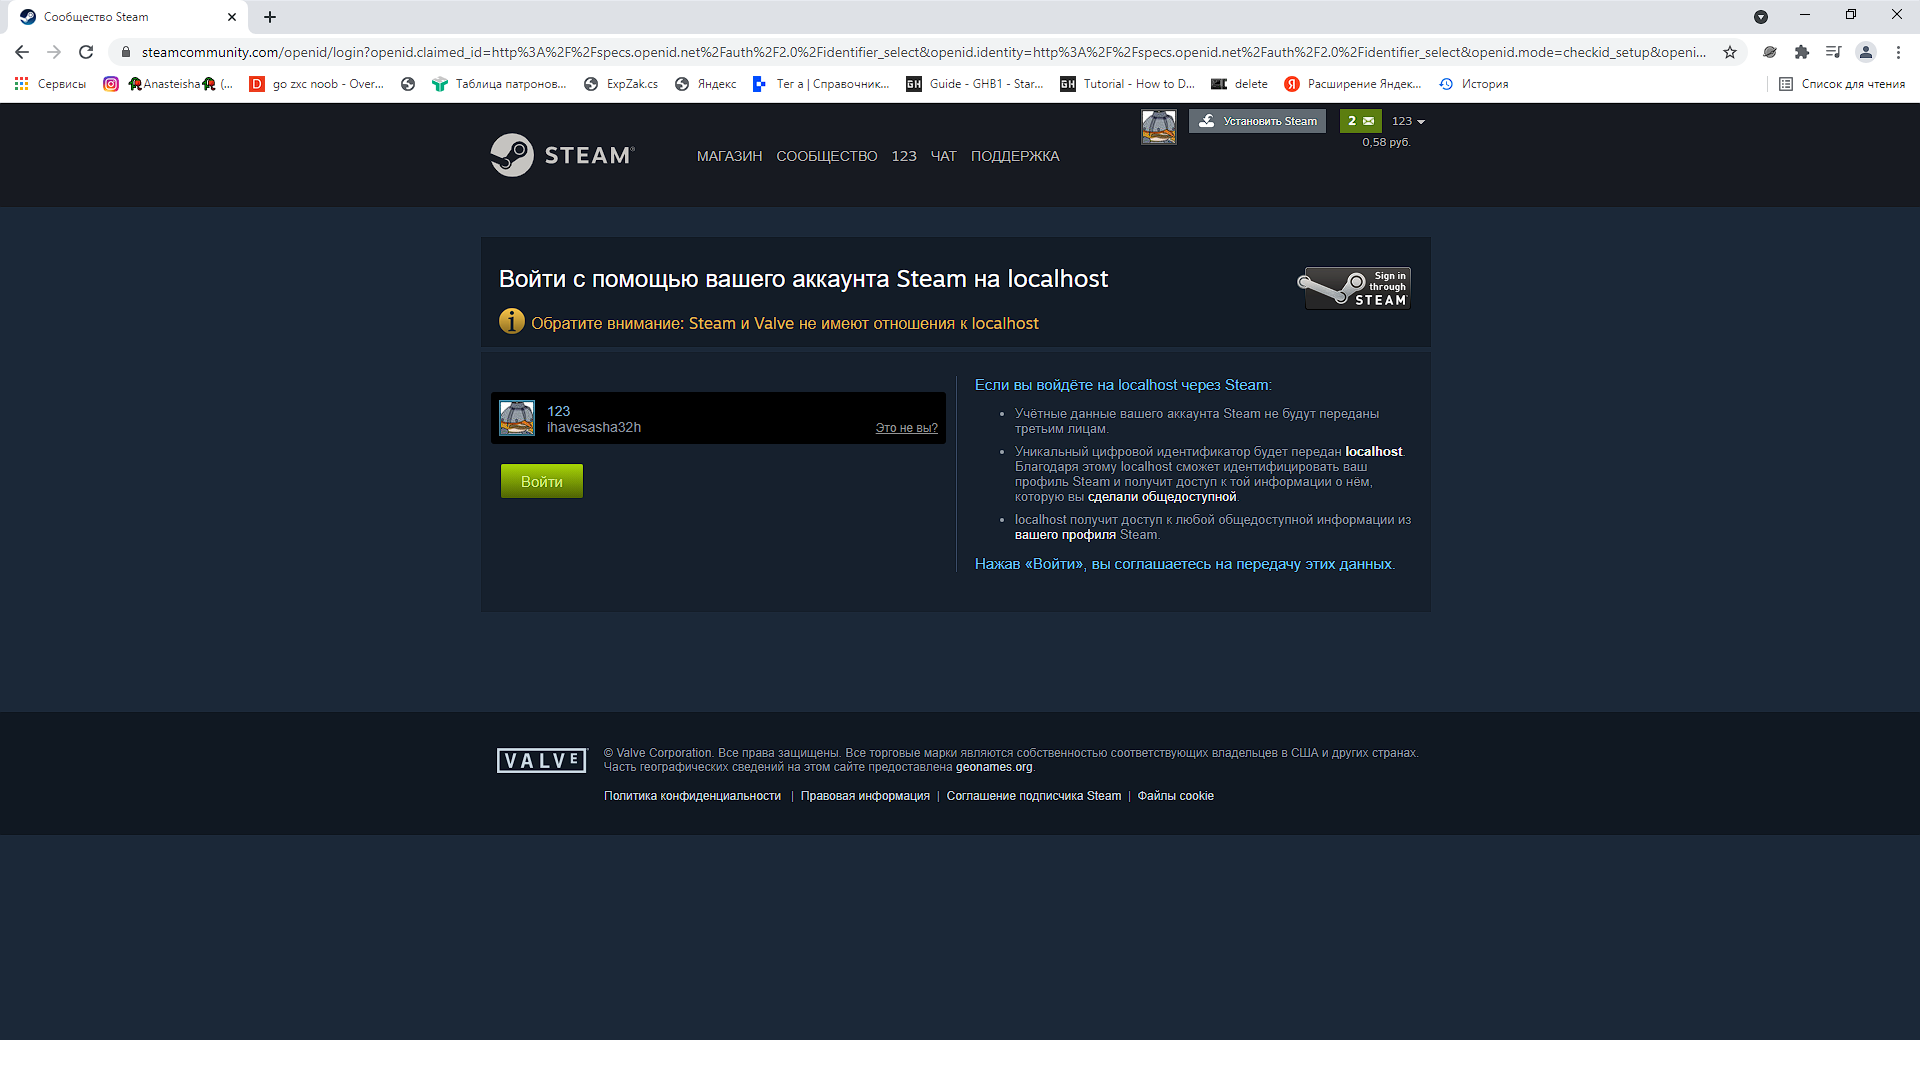 Сообщество Steam
steamcommunity.com/openid/login?openid.claimed_id=http%3A%2F%2Fspecs.openid.net%2Fauth%2F2.0%2Fidentifier_select&openid.identity=http%3A%2F%2Fspecs.openid.net%2Fauth%2F2.0%2Fidentifier_select&openid.mode=checkid_setup&openi...
Сервисы Anasteisha (... D go zxc noob - Over... Таблица патронов... ExpZak.cs Яндекс Тег a | Справочник... GH Guide - GHB1 - Star... GH Tutorial - How to D... delete Я Расширение Яндек... История Список для чтения
Установить Steam 2 123
0,58 руб.
STEAM® МАГАЗИН СООБЩЕСТВО 123 ЧАТ ПОДДЕРЖКА
Войти с помощью вашего аккаунта Steam на localhost
Обратите внимание: Steam и Valve не имеют отношения к localhost
Sign in
through
STEAM
123
ihavesasha32h
Это не вы?
Войти
Если вы войдёте на localhost через Steam:
• Учётные данные вашего аккаунта Steam не будут переданы
третьим лицам.
• Уникальный цифровой идентификатор будет передан localhost.
Благодаря этому localhost сможет идентифицировать ваш
профиль Steam и получит доступ к той информации о нём,
которую вы сделали общедоступной.
• localhost получит доступ к любой общедоступной информации из
вашего профиля Steam.
Нажав «Войти», вы соглашаетесь на передачу этих данных.
VALVE
© Valve Corporation. Все права защищены. Все торговые марки являются собственностью соответствующих владельцев в США и других странах.
Часть географических сведений на этом сайте предоставлена geonames.org.
Политика конфиденциальности | Правовая информация | Соглашение подписчика Steam | Файлы cookie